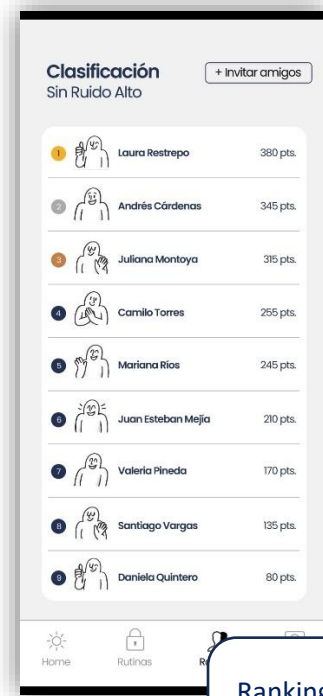 Clasificación
+ Invitar amigos
Sin Ruido Alto
1 Laura Restrepo 380 pts.
2 Andrés Cárdenas 345 pts.
3 Juliana Montoya 315 pts.
4 Camilo Torres 255 pts.
5 Mariana Ríos 245 pts.
6 Juan Esteban Mejía 210 pts.
7 Valeria Pineda 170 pts.
8 Santiago Vargas 135 pts.
9 Daniela Quintero 80 pts.
Home Rutinas
Ranking